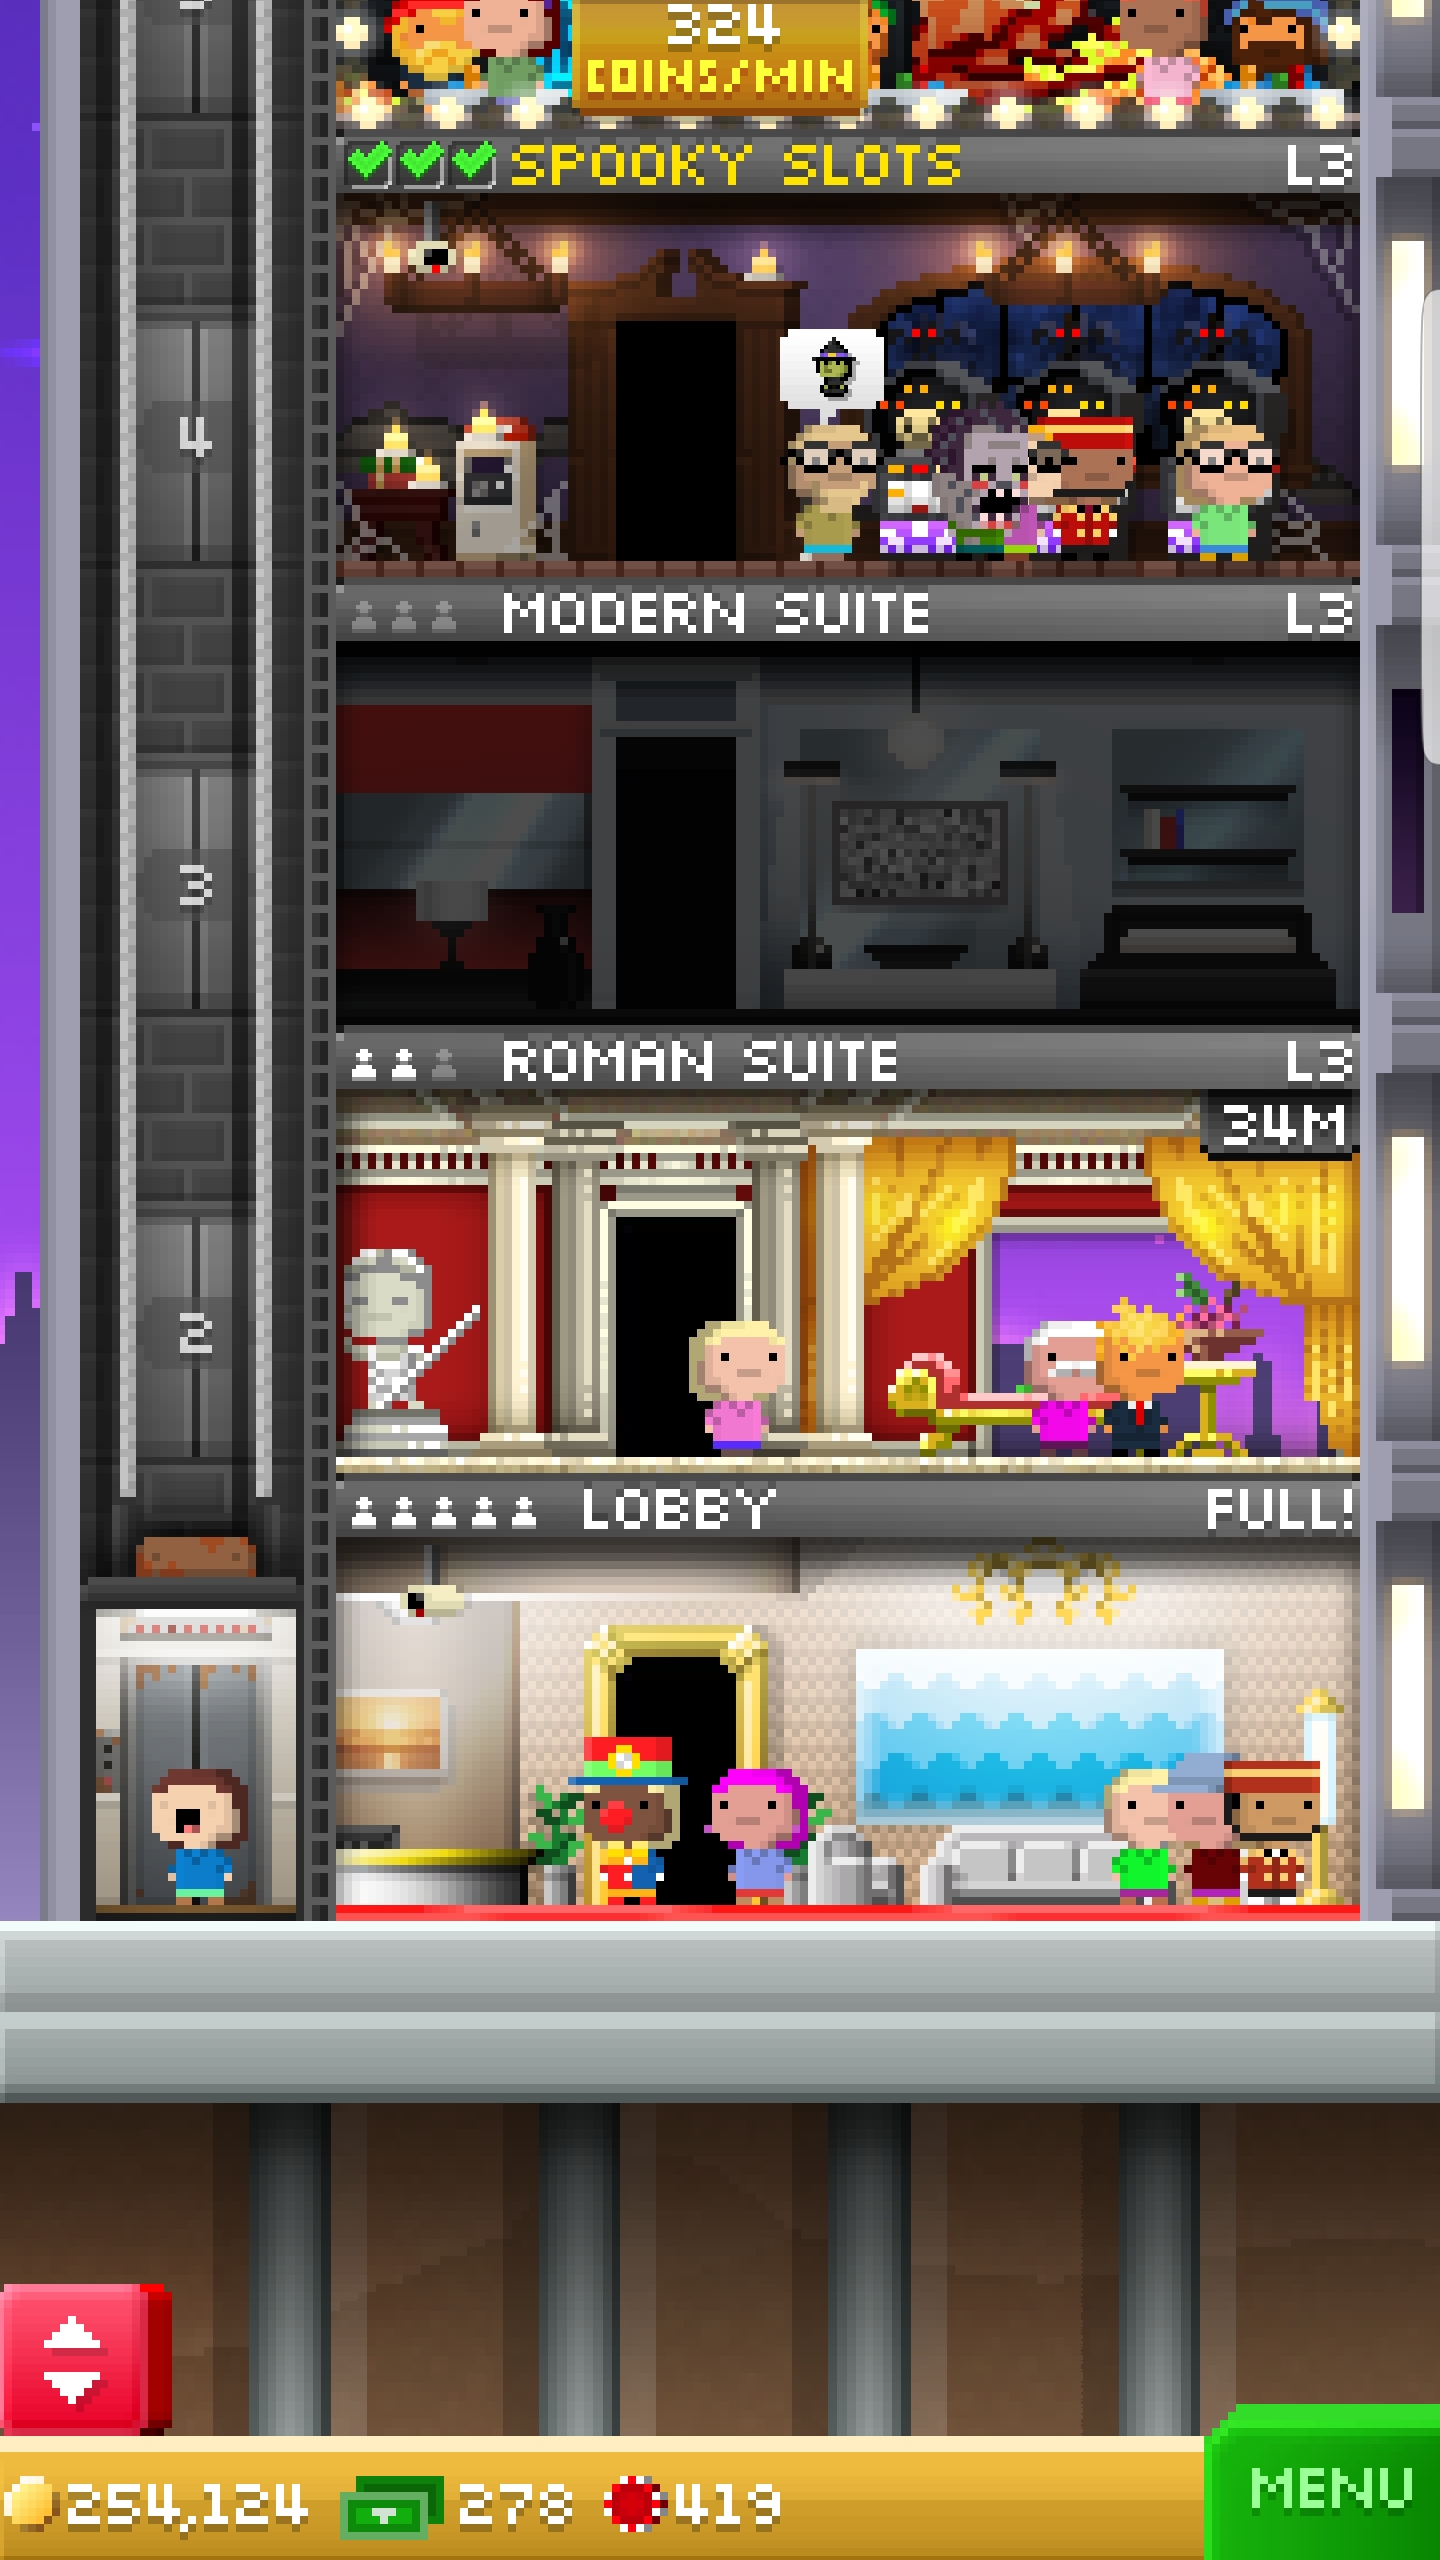 324
COINS/MIN
SPOOKY SLOTS L3
4
MODERN SUITE L3
3
ROMAN SUITE L3
34M
2
LOBBY FULL!
254,124 278 419
MENU